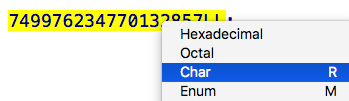 749976234770132857LL;
Hexadecimal
Octal
Char R
Enum M